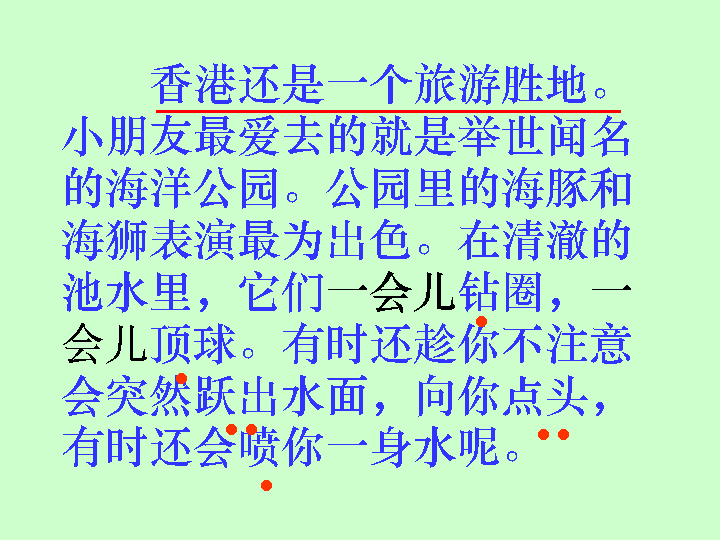 香港还是一个旅游胜地。
小朋友最爱去的就是举世闻名
的海洋公园。公园里的海豚和
海狮表演最为出色。在清澈的
池水里，它们一会儿钻圈，一
会儿顶球。有时还趁你不注意
会突然跃出水面，向你点头，
有时还会喷你一身水呢。